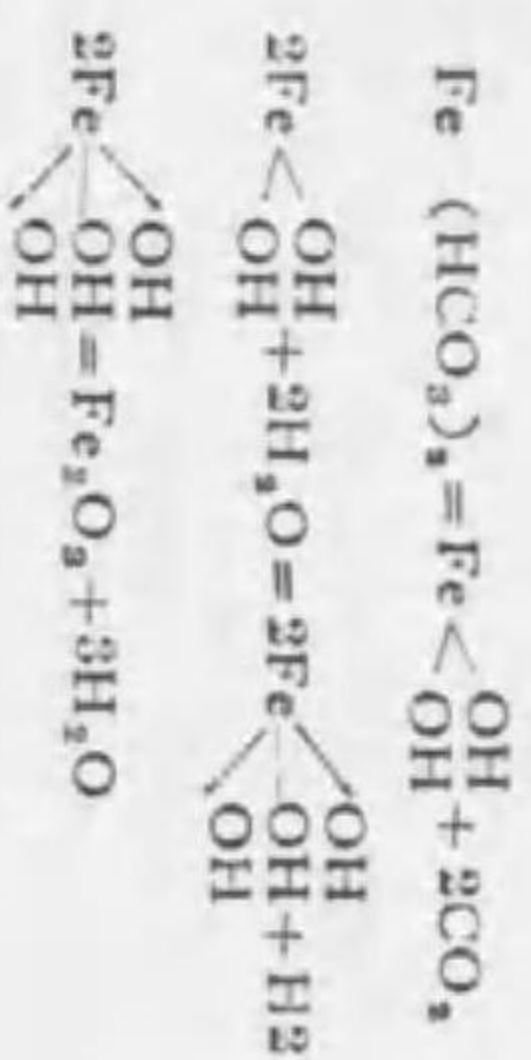 Fe (HCO₃)₂=Fe<OH OH+2CO₂
2Fe<OH OH+2H₂O=2Fe OH OH OH+H2
2Fe OH OH OH=Fe₂O₃+3H₂O